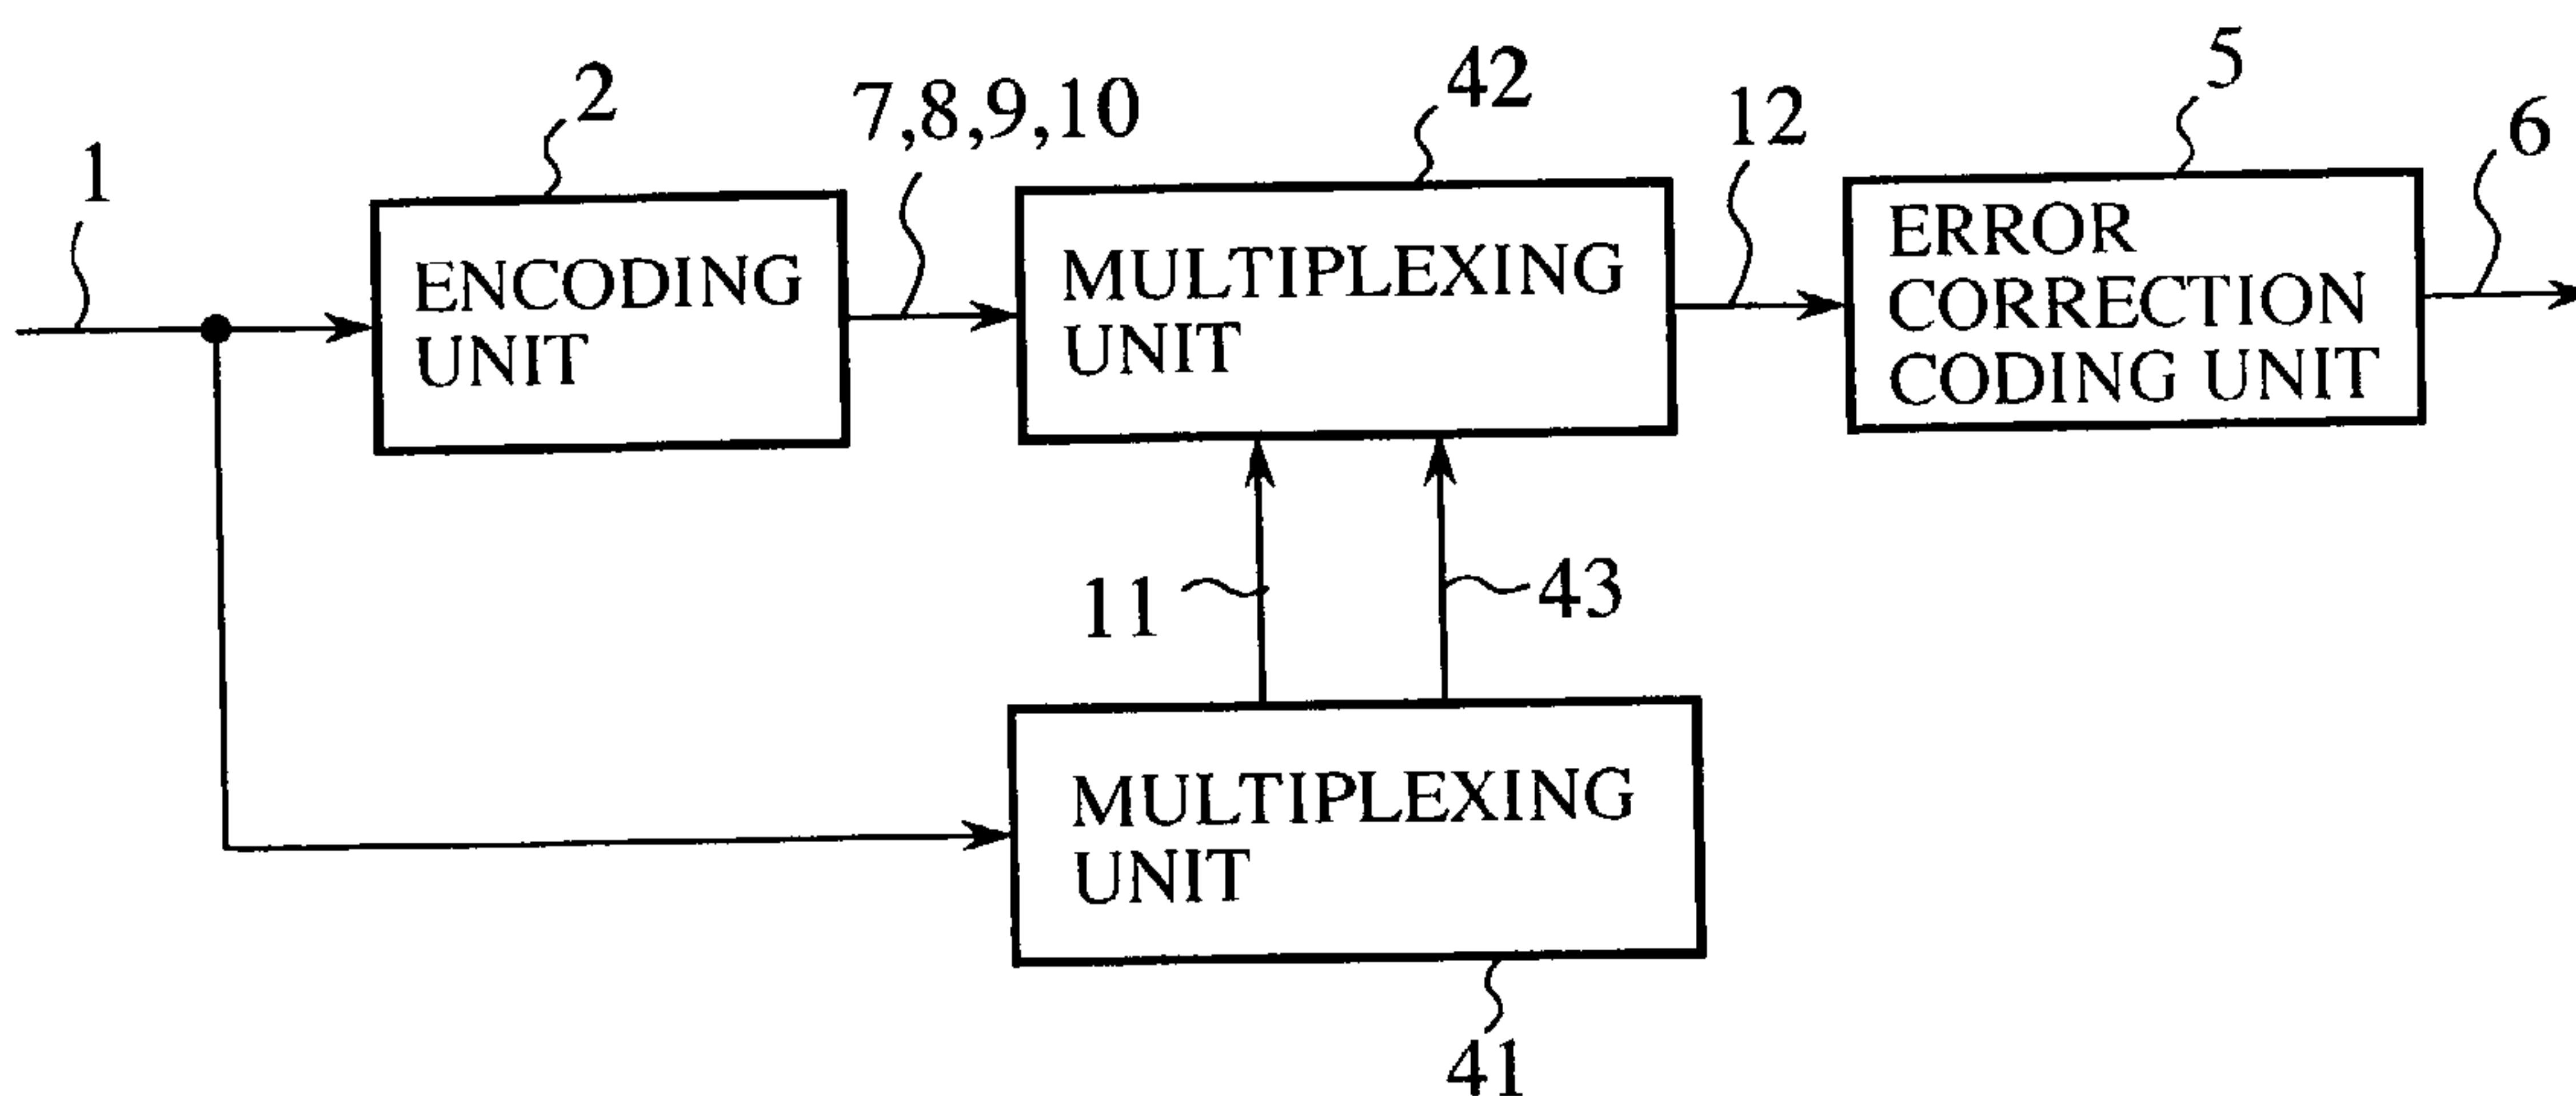 1
2
7,8,9,10
42
12
5
6
ENCODING
UNIT
MULTIPLEXING
UNIT
ERROR
CORRECTION
CODING UNIT
11
43
MULTIPLEXING
UNIT
41